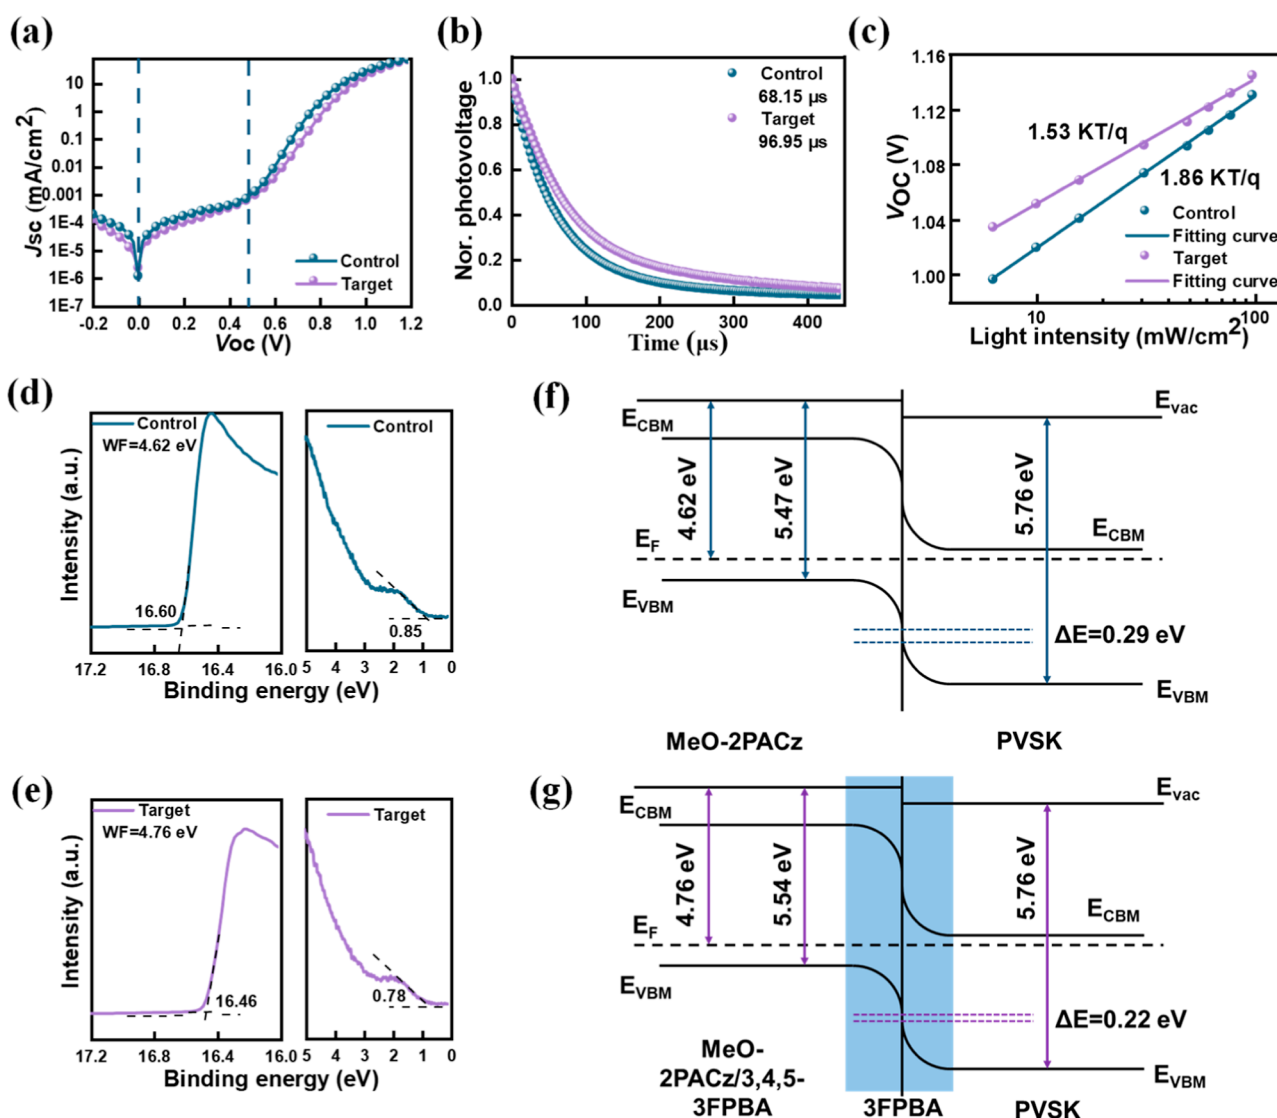 (a)
Jsc (mA/cm2)
10
1
0.1
0.01
0.001
1E-4
1E-5
1E-6
1E-7
Control
Target
-0.2 0.0 0.2 0.4 0.6 0.8 1.0 1.2
Voc (V)
(b)
Nor. photovoltage
1.0
0.8
0.6
0.4
0.2
0.0
Control
68.15 µs
Target
96.95 µs
0 100 200 300 400
Time (µs)
(c)
VOC (V)
1.16
1.12
1.08
1.04
1.00
1.53 KT/q
1.86 KT/q
Control
Fitting curve
Target
Fitting curve
10 100
Light intensity (mW/cm2)
(d)
Intensity (a.u.)
Control
WF=4.62 eV
16.60
17.2 16.8 16.4 16.0
Control
0.85
5 4 3 2 1 0
Binding energy (eV)
(e)
Intensity (a.u.)
Target
WF=4.76 eV
16.46
17.2 16.8 16.4 16.0
Target
0.78
5 4 3 2 1 0
Binding energy (eV)
(f)
Evac
ECBM
4.62 eV
5.47 eV
5.76 eV
ECBM
EF
EVBM
ΔE=0.29 eV
EVBM
MeO-2PACz PVSK
(g)
Evac
ECBM
4.76 eV
5.54 eV
5.76 eV
ECBM
EF
EVBM
ΔE=0.22 eV
EVBM
MeO-
2PACz/3,4,5-
3FPBA 3FPBA PVSK